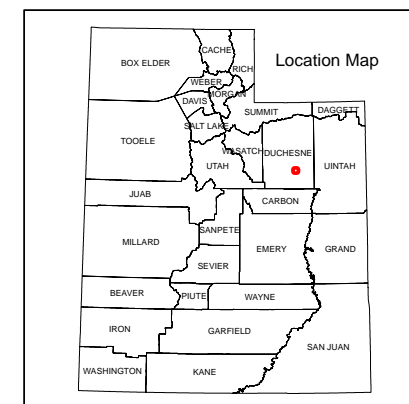 CACHE
BOX ELDER
RICH
Location Map
WEBER
MORGAN
DAVIS
SUMMIT
DAGGETT
SALT LAKE
TOOELE
WASATCH
DUCHESNE
UINTAH
UTAH
JUAB
CARBON
SANPETE
MILLARD
EMERY
GRAND
SEVIER
BEAVER
PIUTE
WAYNE
IRON
GARFIELD
SAN JUAN
WASHINGTON
KANE